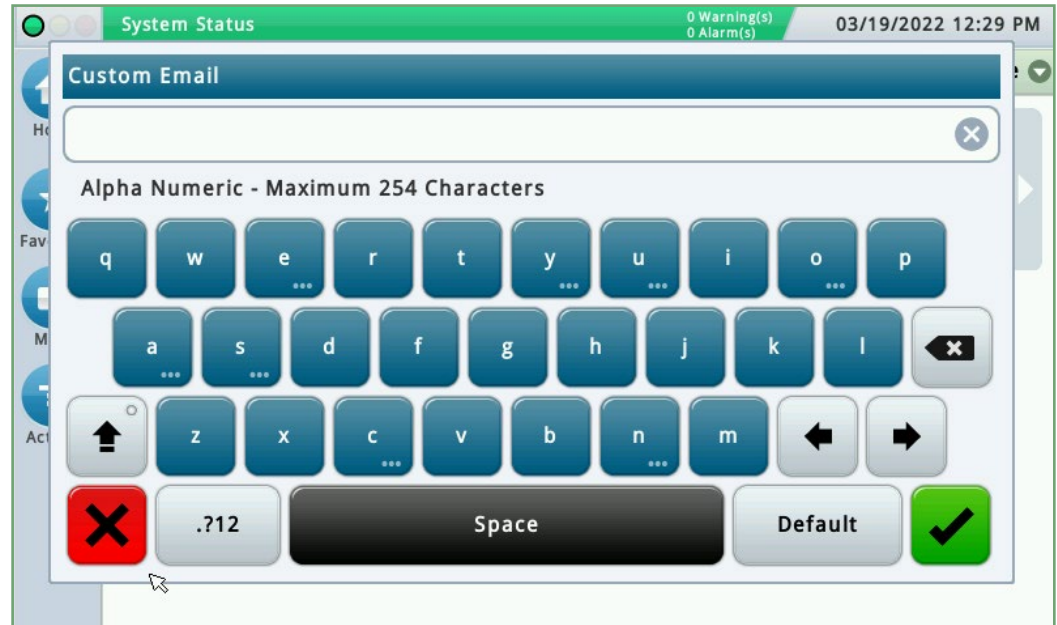 System Status
0 Warning(s)
0 Alarm(s)
03/19/2022 12:29 PM
Custom Email
Alpha Numeric - Maximum 254 Characters
q w e r t y u i o p
a s d f g h j k l
z x c v b n m
.?12 Space Default